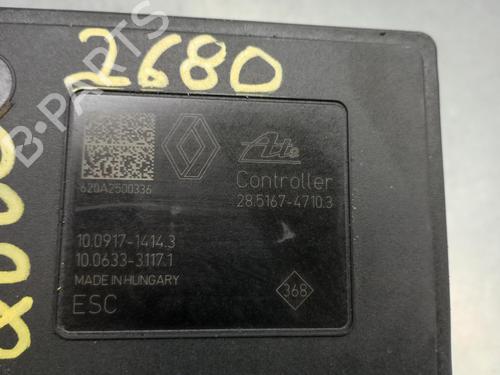 2680
B-PARTS
Ate
620A2500336
Controller
28.5167-4710.3
10.0917-1414.3
10.0633-3117.1
MADE IN HUNGARY
ESC
368